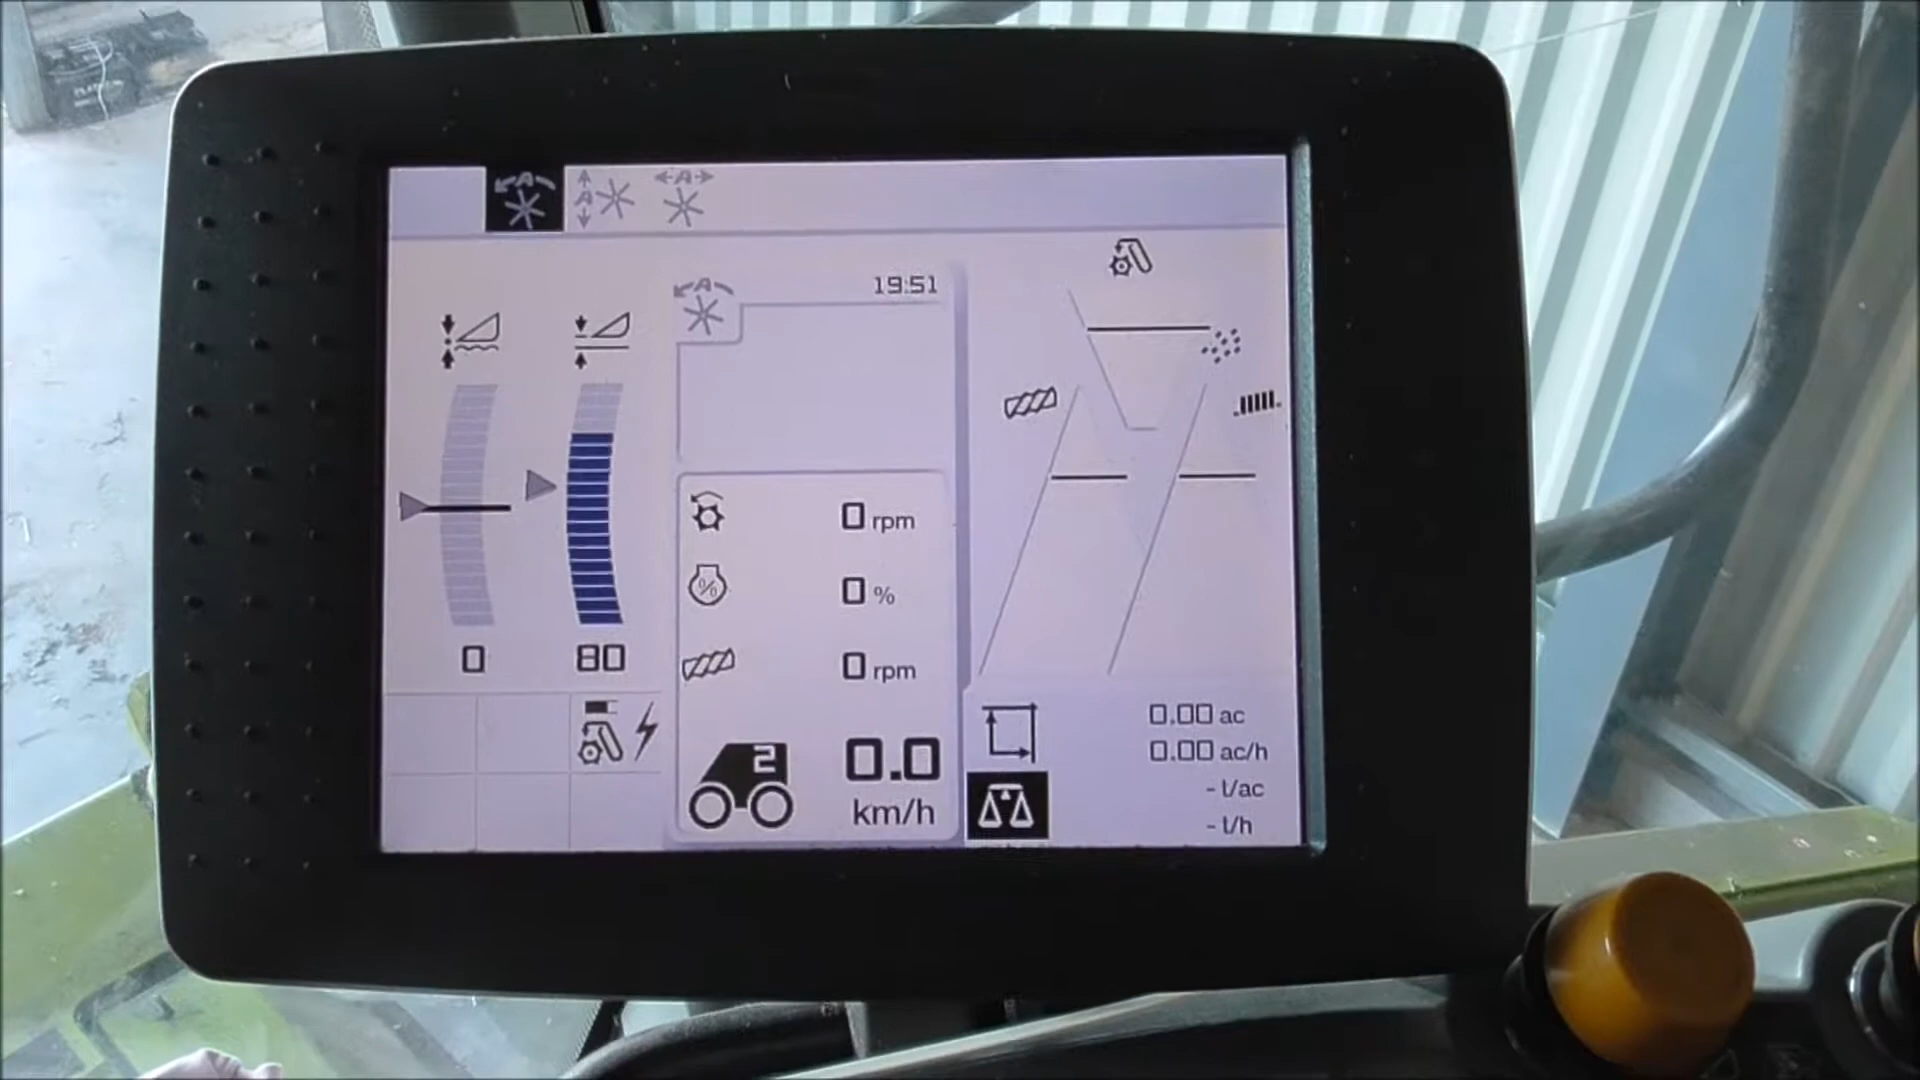 A
A
A
A
19:51
0 rpm
% 0 %
0 rpm
0
80
2 0.0
km/h
0.00 ac
0.00 ac/h
- t/ac
- t/h